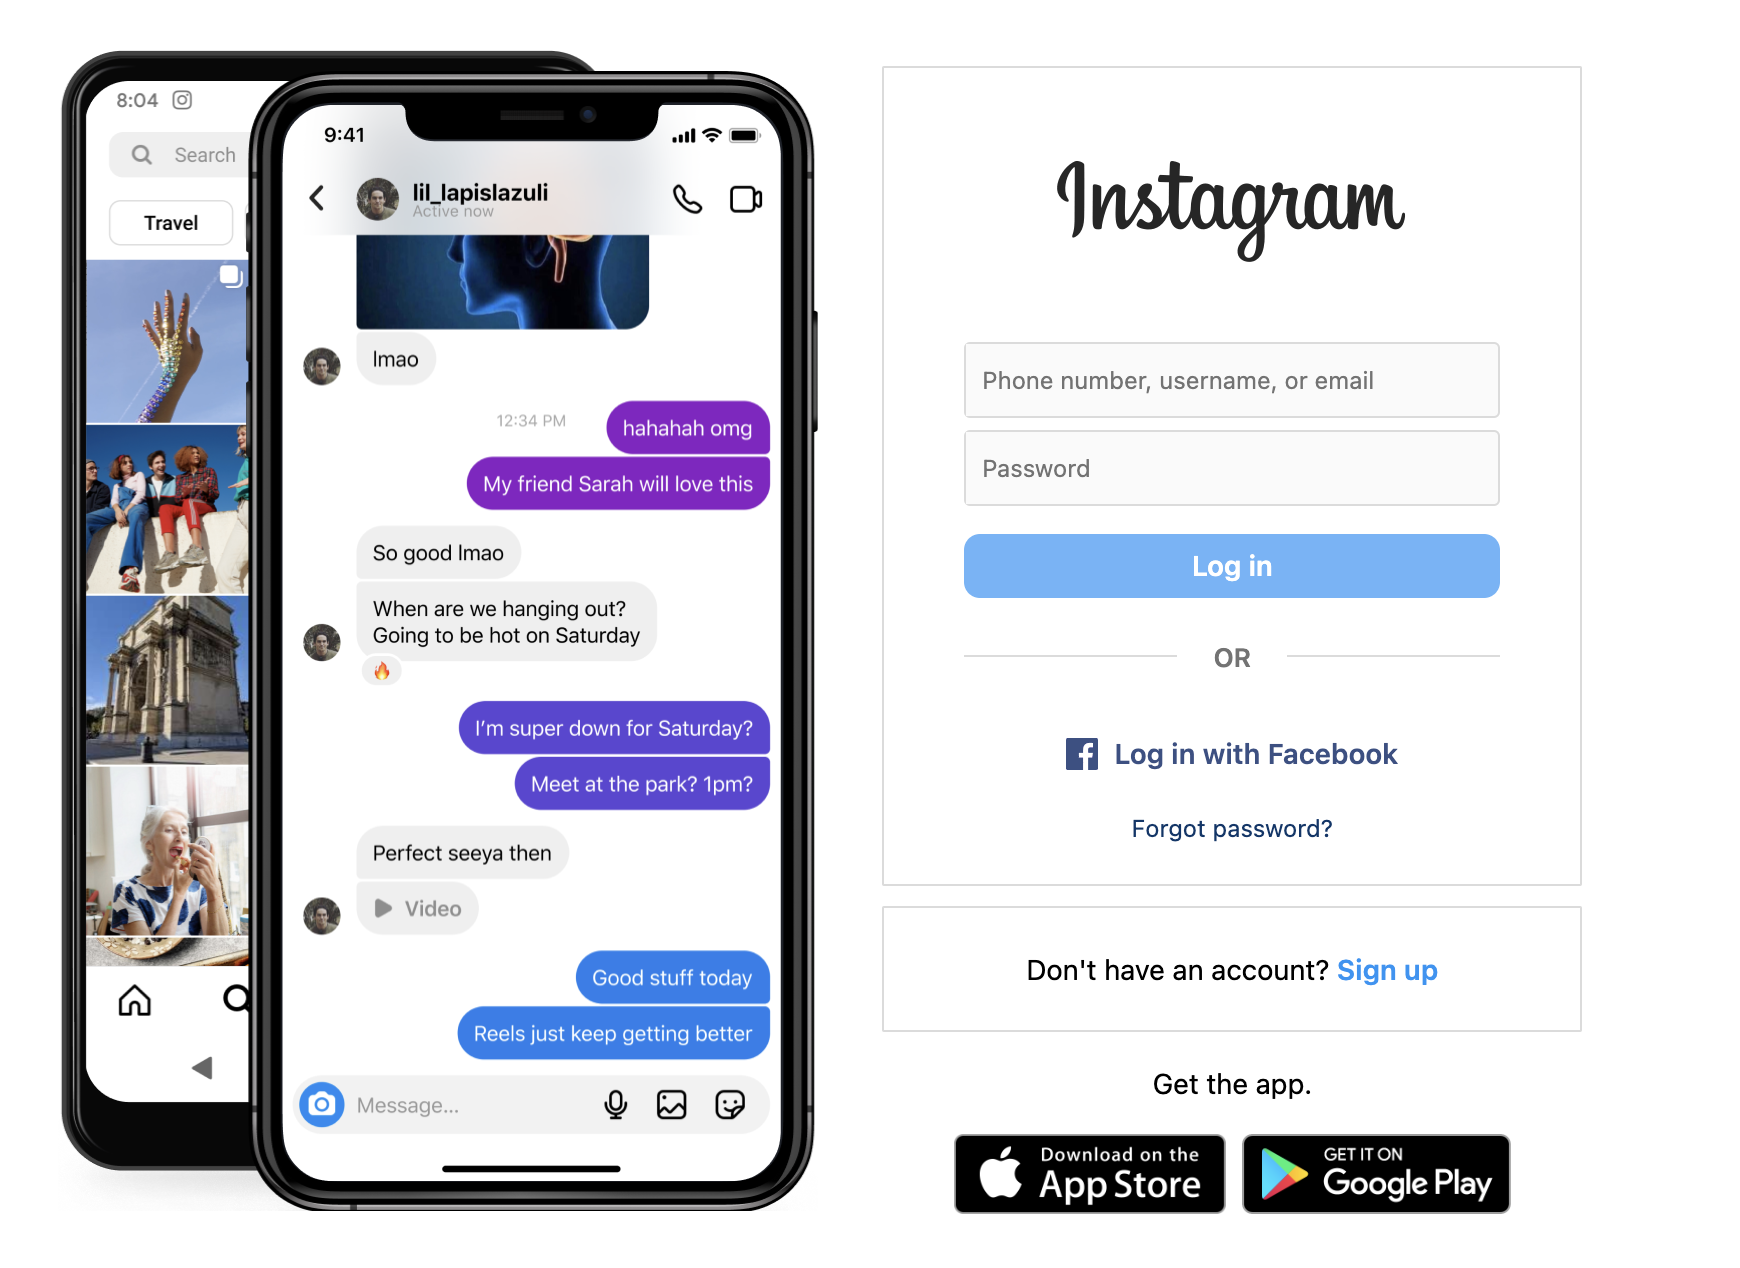 8:04
Search
Travel
9:41
lil_lapislazuli
Active now
lmao
12:34 PM
hahahah omg
My friend Sarah will love this
So good lmao
When are we hanging out?
Going to be hot on Saturday
I’m super down for Saturday?
Meet at the park? 1pm?
Perfect seeya then
Video
Good stuff today
Reels just keep getting better
Message...
Instagram
Phone number, username, or email
Password
Log in
OR
Log in with Facebook
Forgot password?
Don't have an account? Sign up
Get the app.
Download on the
App Store
GET IT ON
Google Play